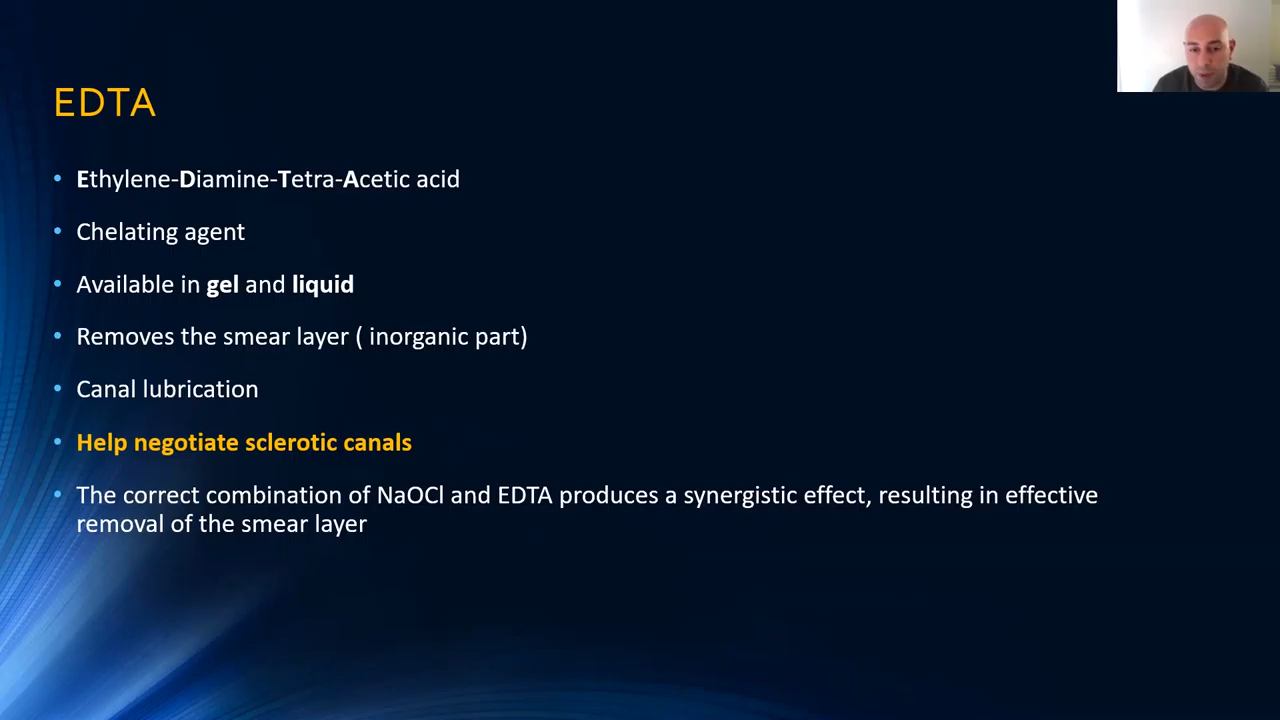 EDTA
• Ethylene-Diamine-Tetra-Acetic acid
• Chelating agent
• Available in gel and liquid
• Removes the smear layer ( inorganic part)
• Canal lubrication
• Help negotiate sclerotic canals
• The correct combination of NaOCl and EDTA produces a synergistic effect, resulting in effective
removal of the smear layer